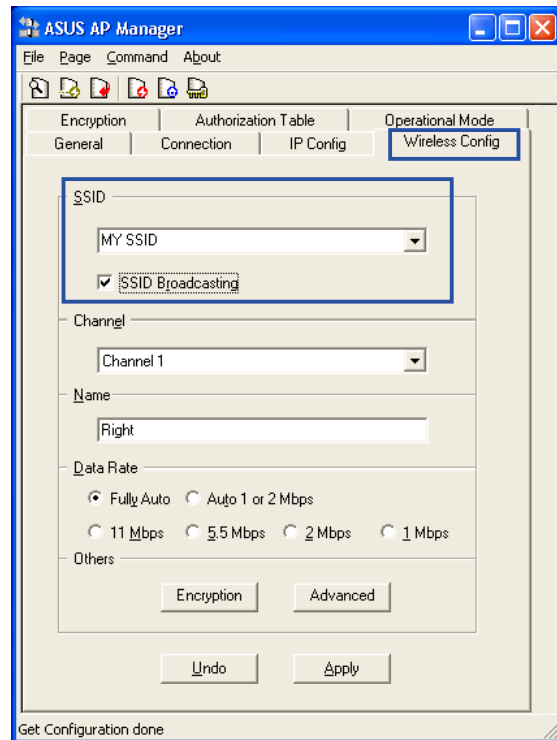 ASUS AP Manager
File Page Command About
Encryption Authorization Table Operational Mode
General Connection IP Config Wireless Config
SSID
MY SSID
SSID Broadcasting
Channel
Channel 1
Name
Right
Data Rate
Fully Auto Auto 1 or 2 Mbps
11 Mbps 5.5 Mbps 2 Mbps 1 Mbps
Others
Encryption Advanced
Undo Apply
Get Configuration done